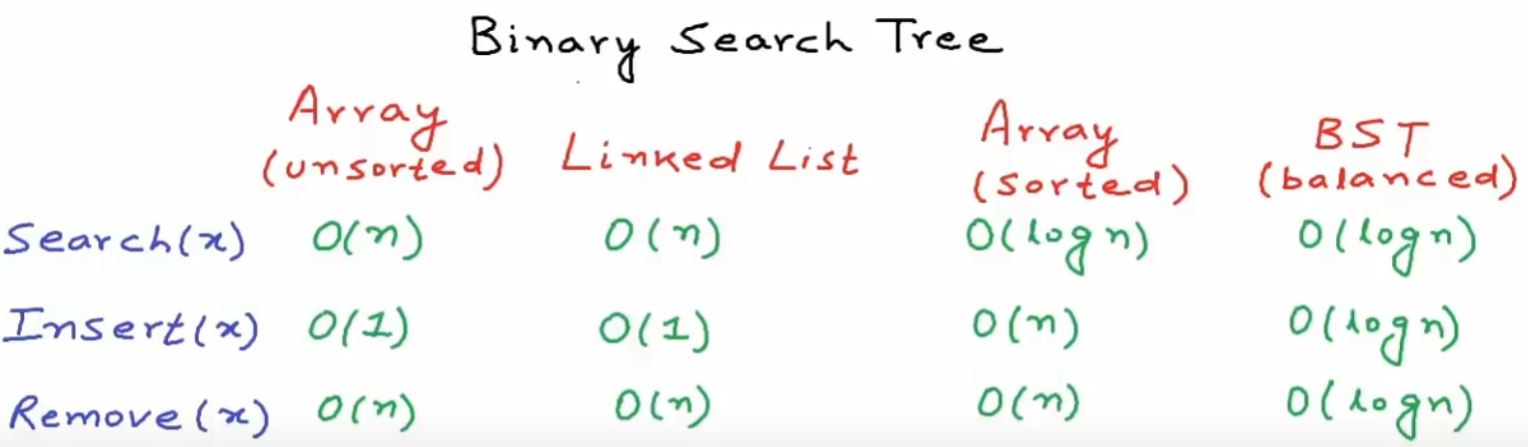 Binary Search Tree
Array (unsorted) Linked List Array (sorted) BST (balanced)
Search(x) O(n) O(n) O(log n) O(log n)
Insert(x) O(1) O(1) O(n) O(log n)
Remove(x) O(n) O(n) O(n) O(log n)